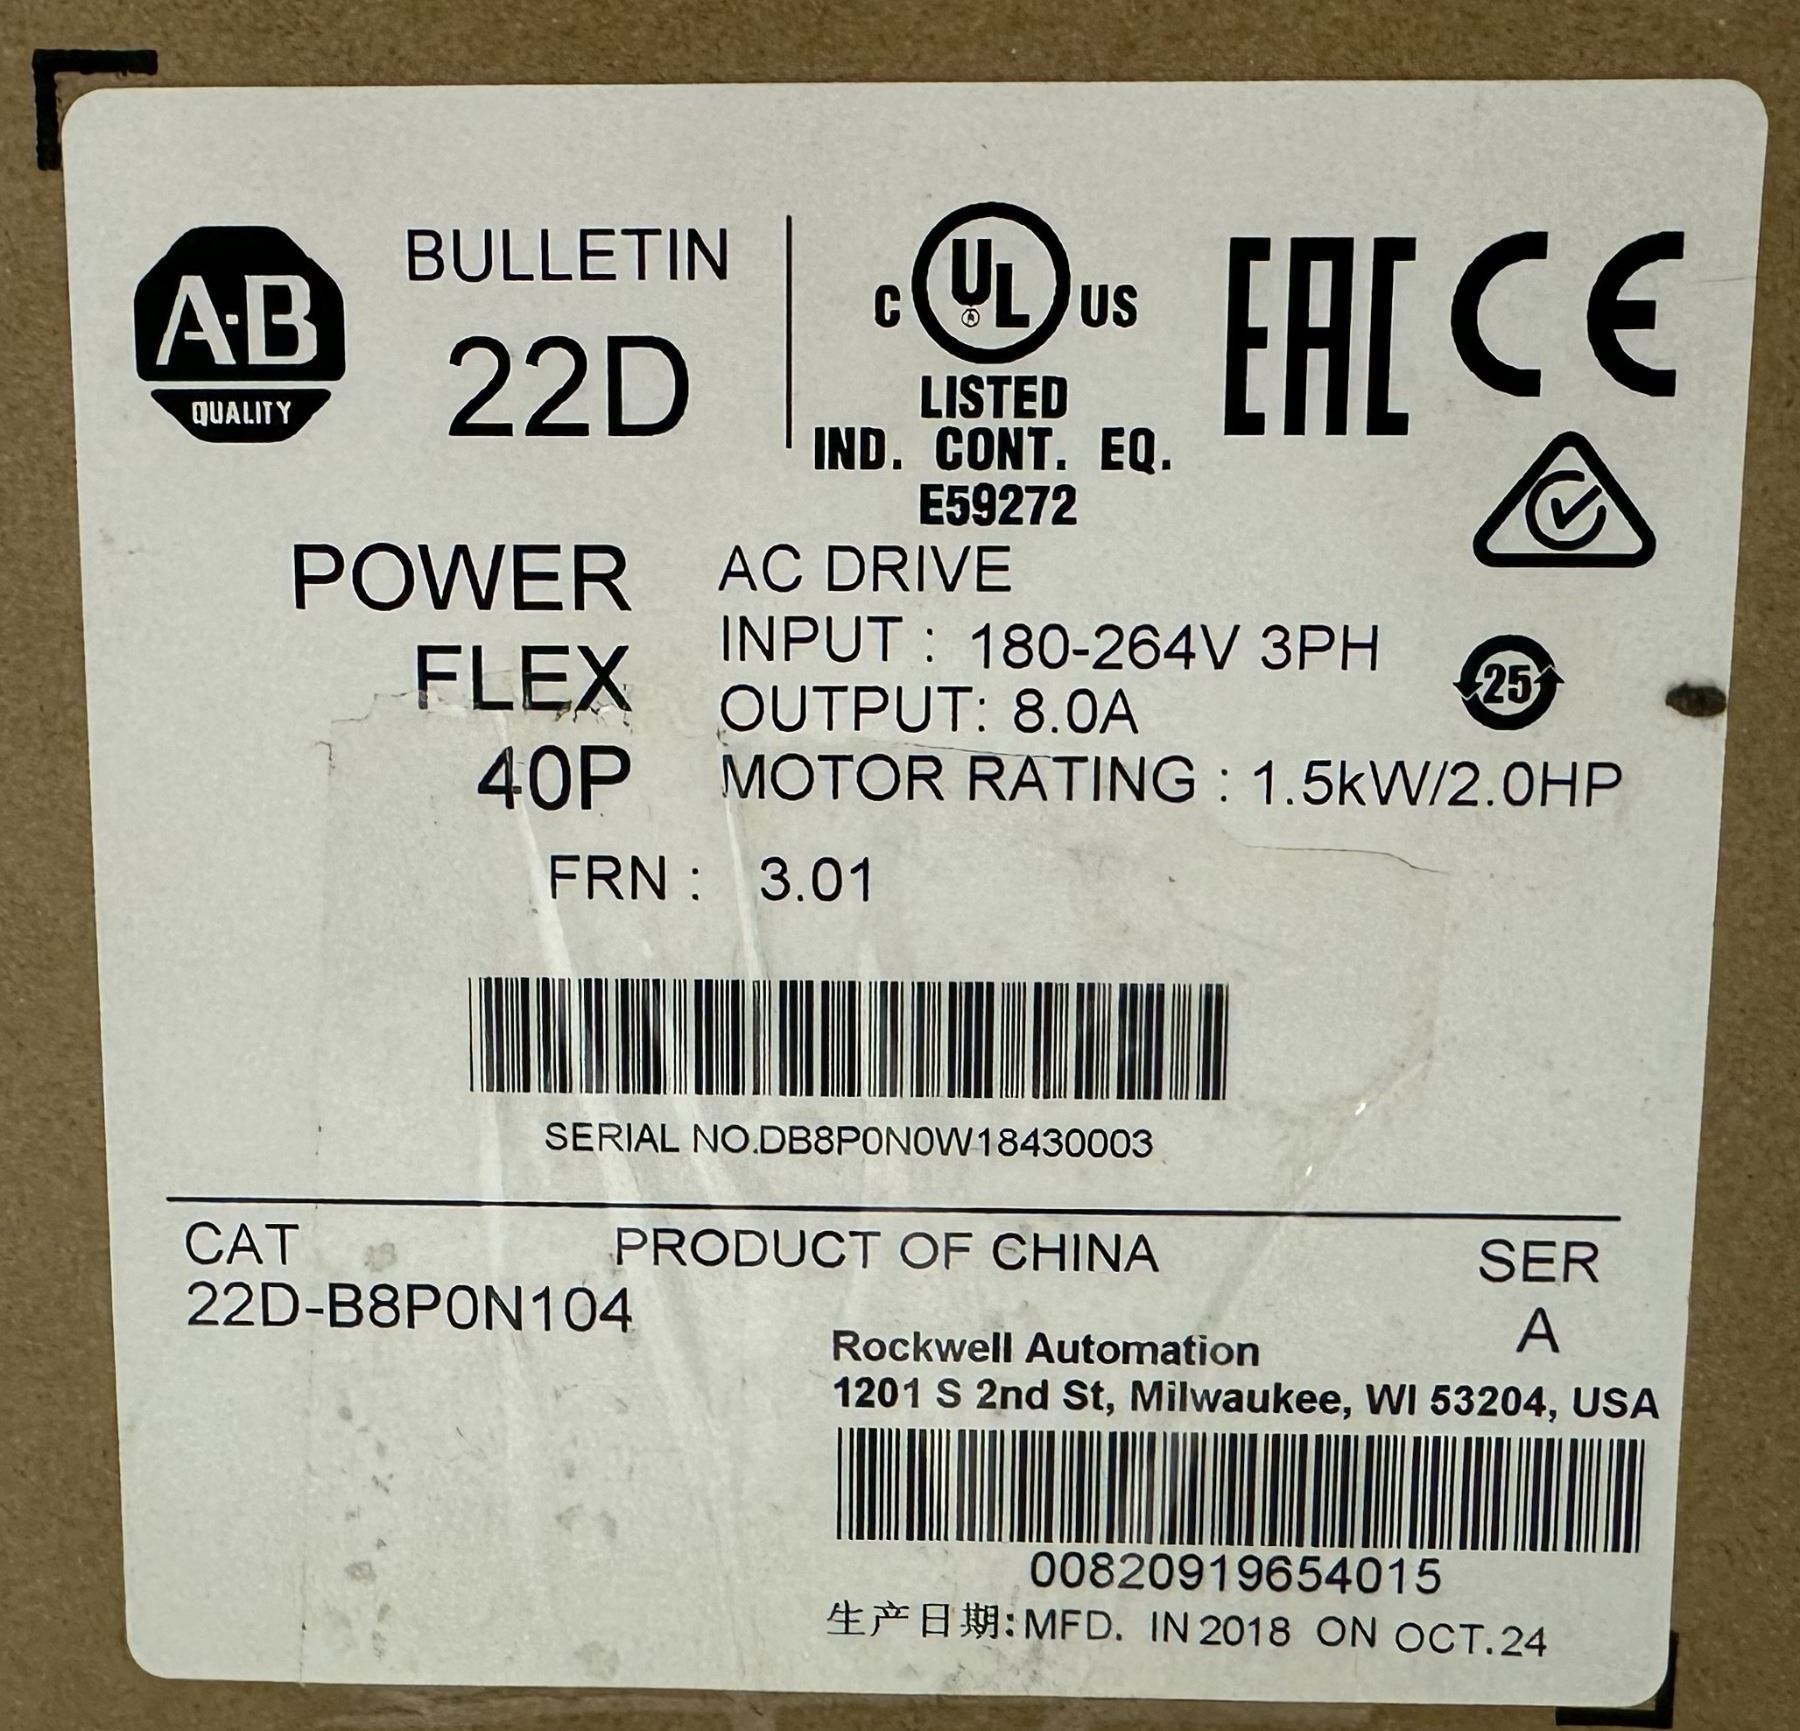 A-B
QUALITY
BULLETIN
22D
C UL US
LISTED
IND. CONT. EQ.
E59272
EAC CE
POWER
FLEX
40P
AC DRIVE
INPUT : 180-264V 3PH
OUTPUT: 8.0A
MOTOR RATING : 1.5kW/2.0HP
25
FRN : 3.01
SERIAL NO.DB8P0N0W18430003
CAT
22D-B8P0N104
PRODUCT OF CHINA
SER
A
Rockwell Automation
1201 S 2nd St, Milwaukee, WI 53204, USA
00820919654015
生产日期:MFD. IN 2018 ON OCT.24